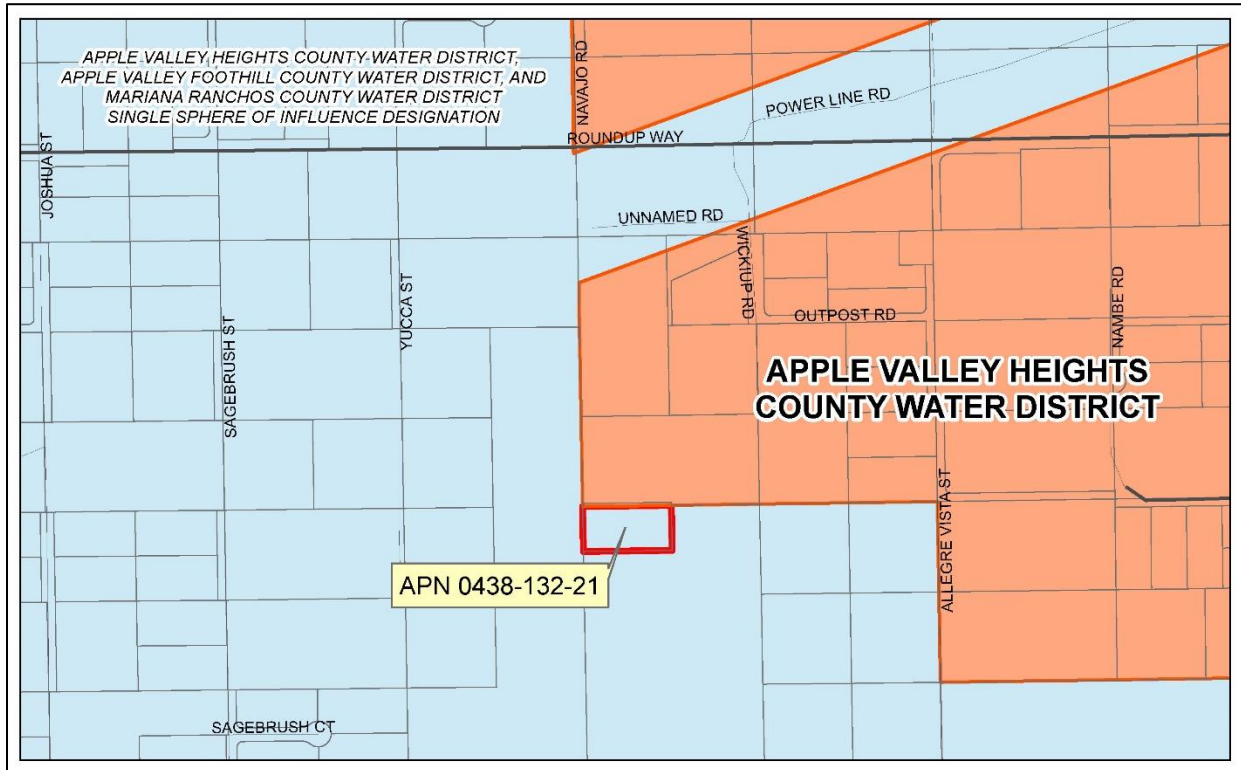 APPLE VALLEY HEIGHTS COUNTY WATER DISTRICT,
APPLE VALLEY FOOTHILL COUNTY WATER DISTRICT, AND
MARIANA RANCHOS COUNTY WATER DISTRICT
SINGLE SPHERE OF INFLUENCE DESIGNATION
NAVAJO RD
POWER LINE RD
ROUNDUP WAY
JOSHUA ST
UNNAMED RD
WICKIUP RD
YUCCA ST
SAGEBRUSH ST
OUTPOST RD
NAMBE RD
APPLE VALLEY HEIGHTS
COUNTY WATER DISTRICT
ALLEGRE VISTA ST
APN 0438-132-21
SAGEBRUSH CT